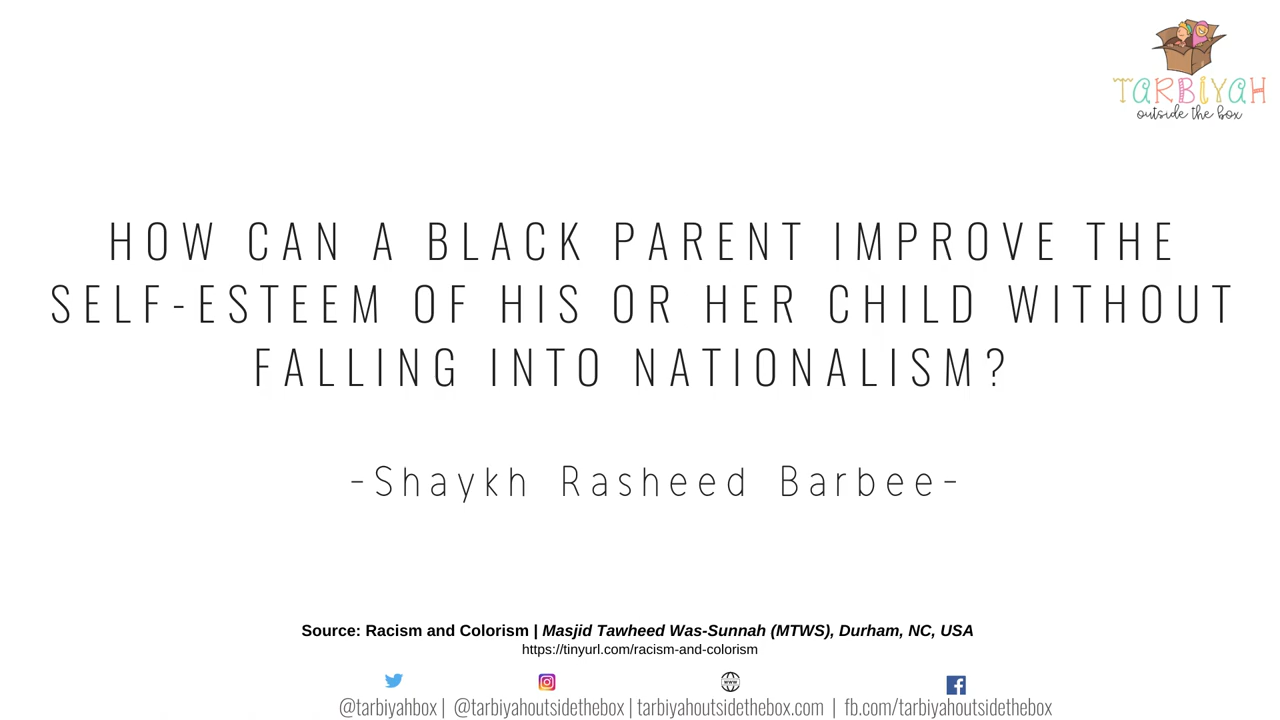 TARBIYAH
outside the box
HOW CAN A BLACK PARENT IMPROVE THE
SELF-ESTEEM OF HIS OR HER CHILD WITHOUT
FALLING INTO NATIONALISM?
-Shaykh Rasheed Barbee-
Source: Racism and Colorism | Masjid Tawheed Was-Sunnah (MTWS), Durham, NC, USA
https://tinyurl.com/racism-and-colorism
www
@tarbiyahbox | @tarbiyahoutsidethebox | tarbiyahoutsidethebox.com | fb.com/tarbiyahoutsidethebox